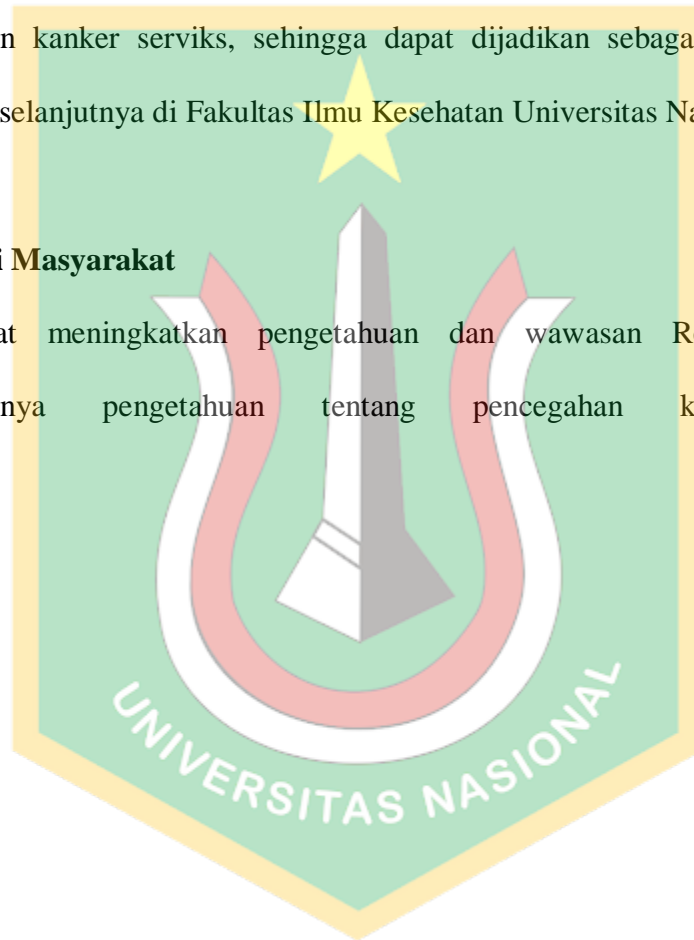 n kanker serviks, sehingga dapat dijadikan sebaga
selanjutnya di Fakultas Ilmu Kesehatan Universitas Na
i Masyarakat
at meningkatkan pengetahuan dan wawasan R
nya pengetahuan tentang pencegahan k
UNIVERSITAS NASIONAL